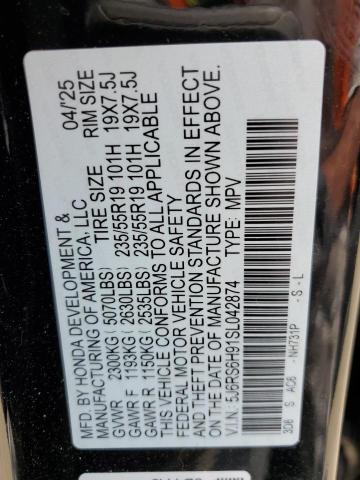 MFD. BY HONDA DEVELOPMENT & 04/'25
MANUFACTURING OF AMERICA, LLC
TIRE SIZE RIM SIZE
GVWR 2300KG (5070LBS)
GAWR F 1193KG (2630LBS) 235/55R19 101H 19X7.5J
GAWR R 1150KG (2535LBS) 235/55R19 101H 19X7.5J
THIS VEHICLE CONFORMS TO ALL APPLICABLE
FEDERAL MOTOR VEHICLE SAFETY
AND THEFT PREVENTION STANDARDS IN EFFECT
ON THE DATE OF MANUFACTURE SHOWN ABOVE.
V.I.N: 5J6RS6H91SL042874 TYPE: MPV
3D8 S AC6 -NH731P - S - L